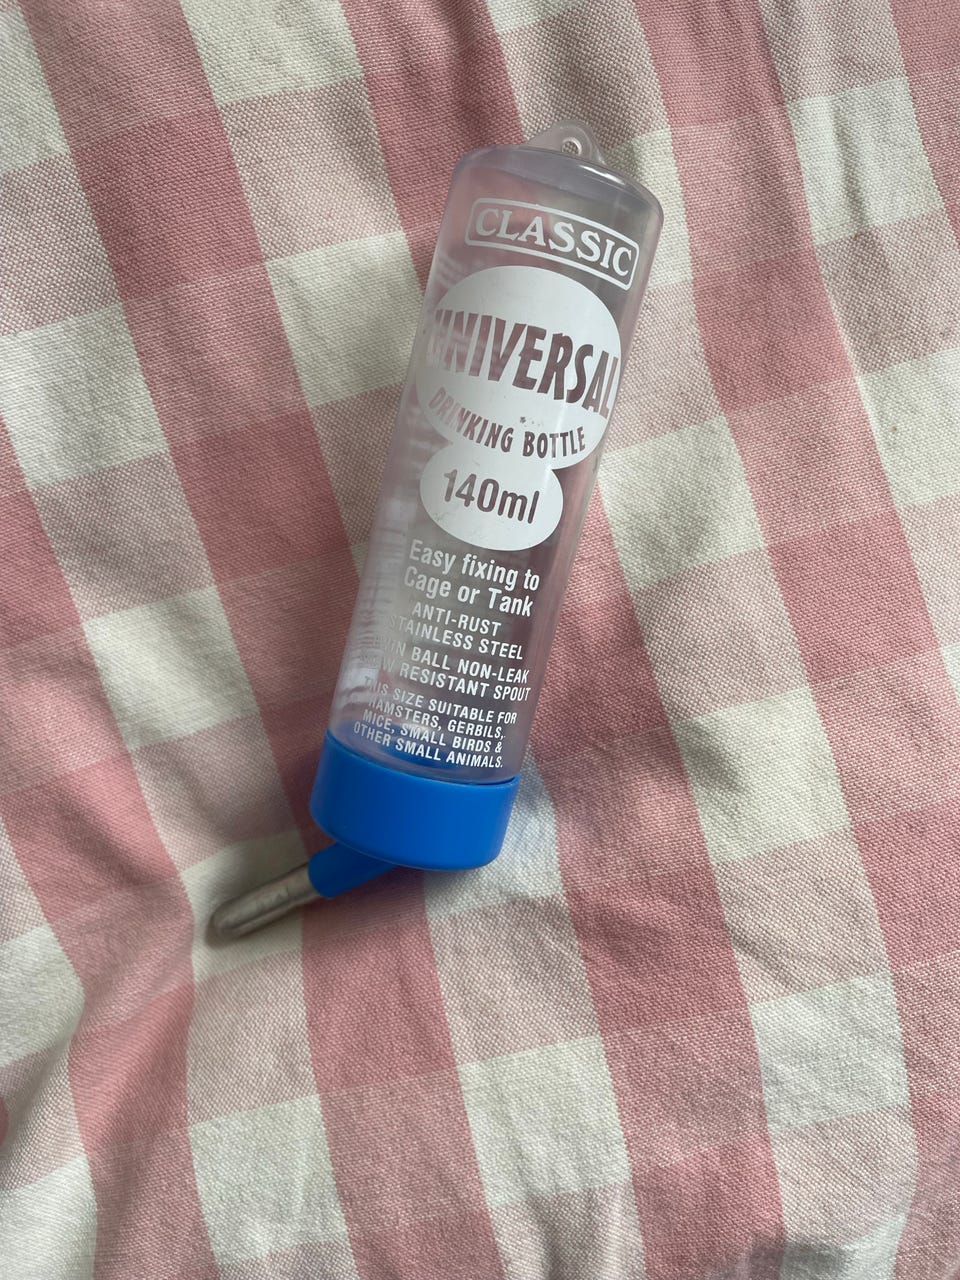 CLASSIC
UNIVERSAL
DRINKING BOTTLE
140ml
Easy fixing to
Cage or Tank
ANTI-RUST
STAINLESS STEEL
BALL NON-LEAK
RESISTANT SPOUT
THIS SIZE SUITABLE FOR
HAMSTERS, GERBILS,
MICE, SMALL BIRDS &
OTHER SMALL ANIMALS.